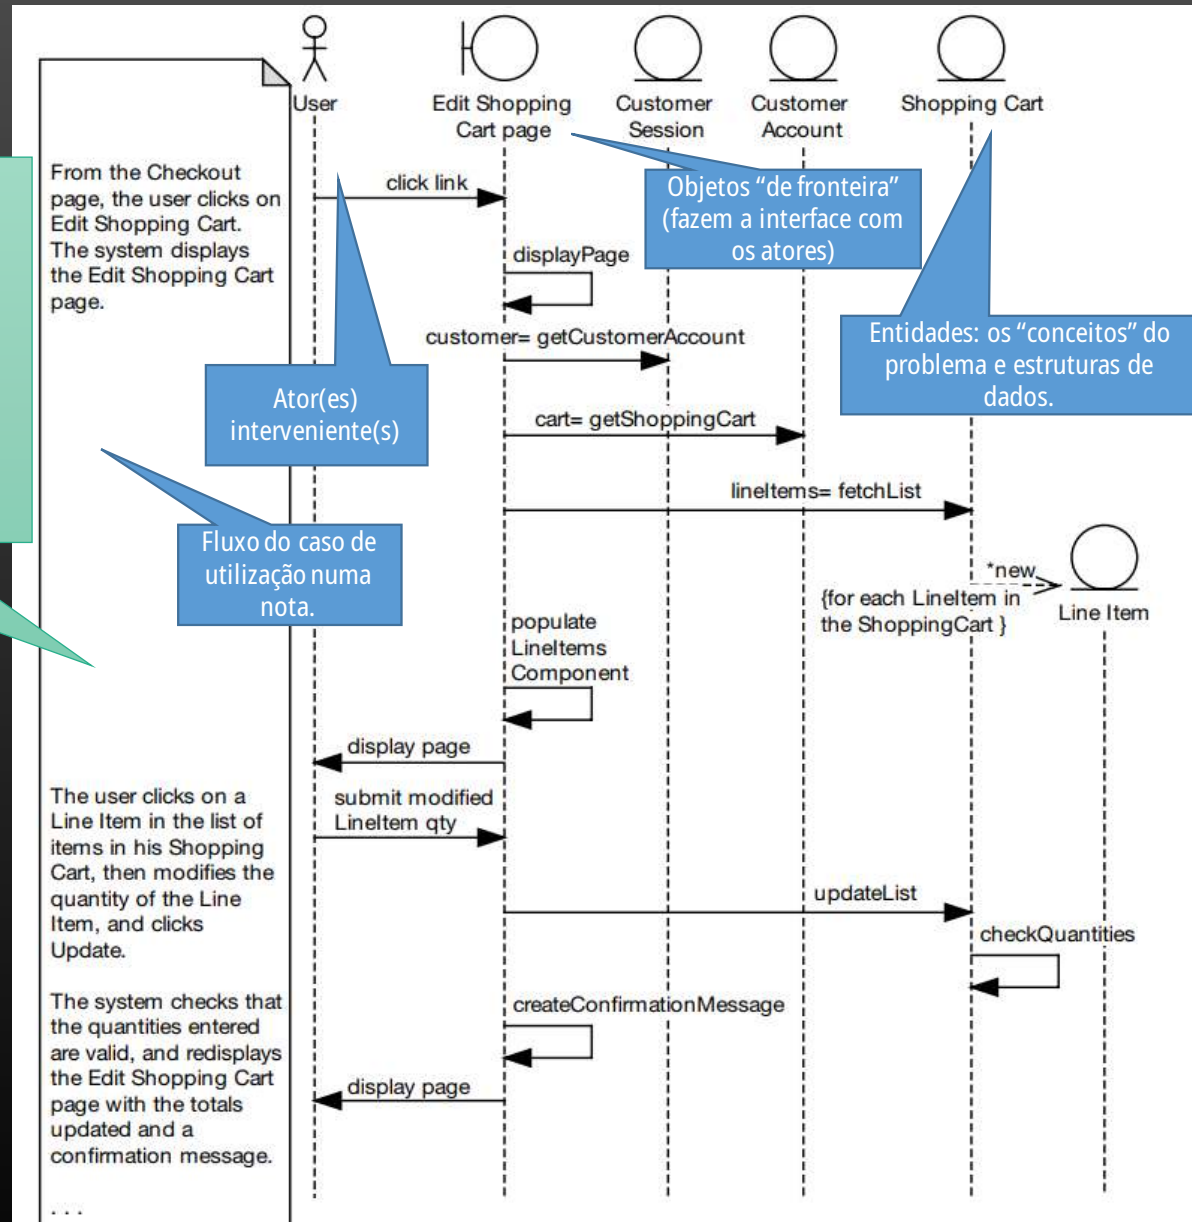 User
Edit Shopping
Cart page
Customer
Session
Customer
Account
Shopping Cart
From the Checkout
page, the user clicks on
Edit Shopping Cart.
The system displays
the Edit Shopping Cart
page.
click link
Objetos “de fronteira”
(fazem a interface com
os atores)
displayPage
customer= getCustomerAccount
Entidades: os “conceitos” do
problema e estruturas de
dados.
Ator(es)
interveniente(s)
cart= getShoppingCart
lineItems= fetchList
Fluxo do caso de
utilização numa
nota.
*new
{for each LineItem in
the ShoppingCart }
Line Item
populate
LineItems
Component
display page
The user clicks on a
Line Item in the list of
items in his Shopping
Cart, then modifies the
quantity of the Line
Item, and clicks
Update.
submit modified
LineItem qty
updateList
checkQuantities
The system checks that
the quantities entered
are valid, and redisplays
the Edit Shopping Cart
page with the totals
updated and a
confirmation message.
createConfirmationMessage
display page
. . .